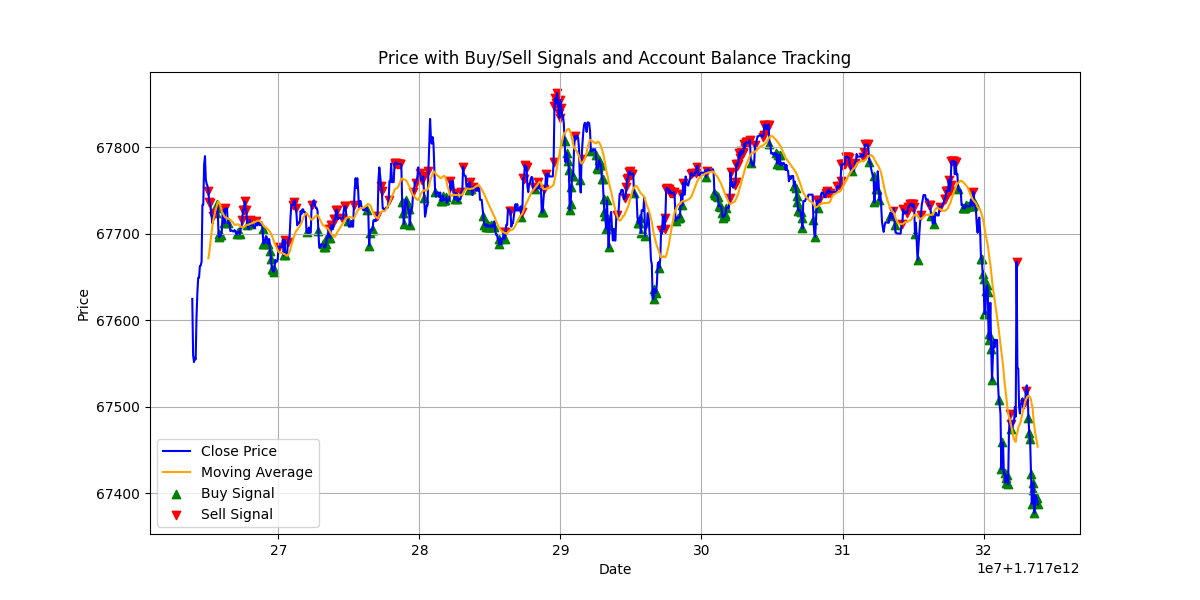 Price with Buy/Sell Signals and Account Balance Tracking
Price
67800
67700
67600
67500
67400
Close Price
Moving Average
Buy Signal
Sell Signal
27 28 29 30 31 32
Date
1e7+1.717e12